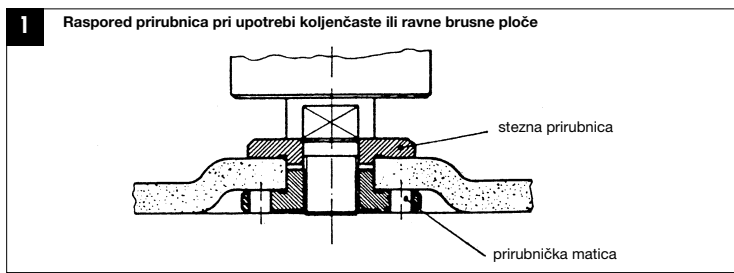 1
Raspored prirubnica pri upotrebi koljenčaste ili ravne brusne ploče
stezna prirubnica
prirubnička matica